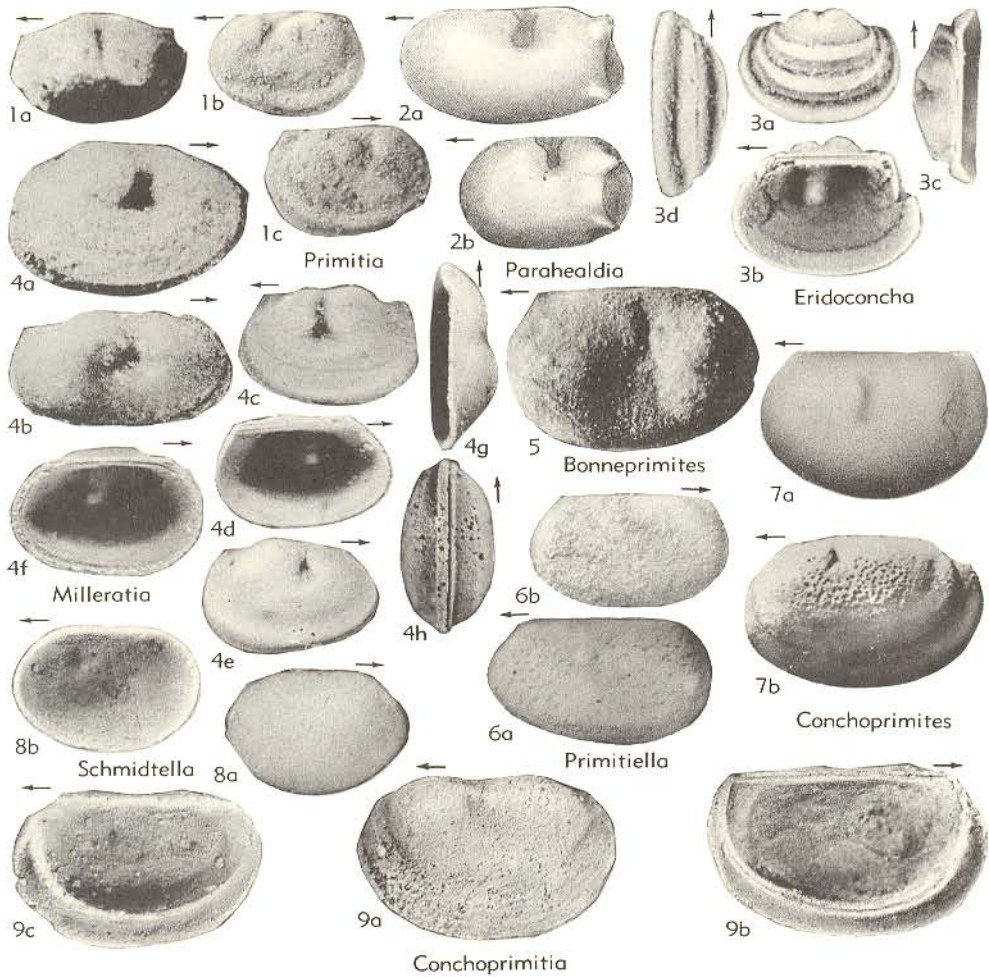 1a
1b
2a
3d
3a
3c
1c
Primitia
2b
Parahealdia
3b
Eridoconcha
4a
4b
4c
4g
5
Bonneprimites
7a
4f
Milleratia
4d
4e
4h
6b
6a
Primitiella
7b
Conchoprimites
8b
Schmidtella
8a
9c
9a
9b
Conchoprimitia